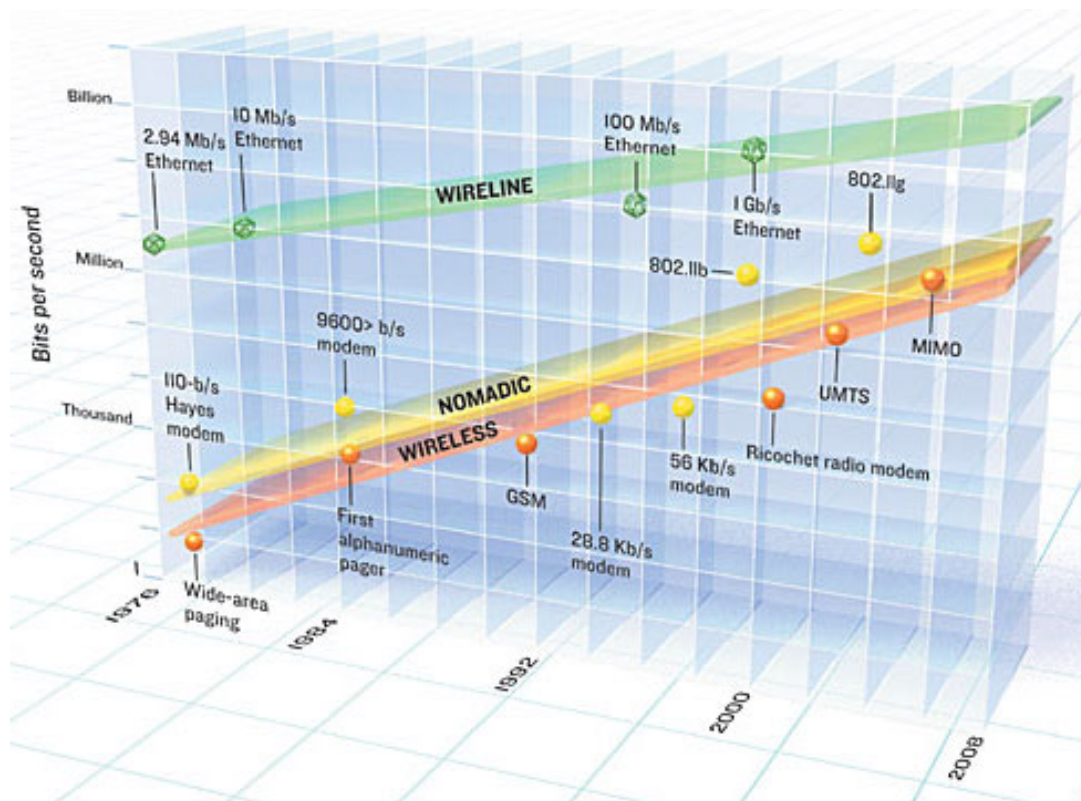 Billion
10 Mb/s
Ethernet
2.94 Mb/s
Ethernet
100 Mb/s
Ethernet
WIRELINE
802.11g
1 Gb/s
Ethernet
802.11b
Million
Bits per second
9600> b/s
modem
MIMO
110-b/s
Hayes
modem
NOMADIC
UMTS
Thousand
WIRELESS
Ricochet radio modem
56 Kb/s
modem
GSM
First
alphanumeric
pager
28.8 Kb/s
modem
1
Wide-area
paging
1976
1984
1992
2000
2008